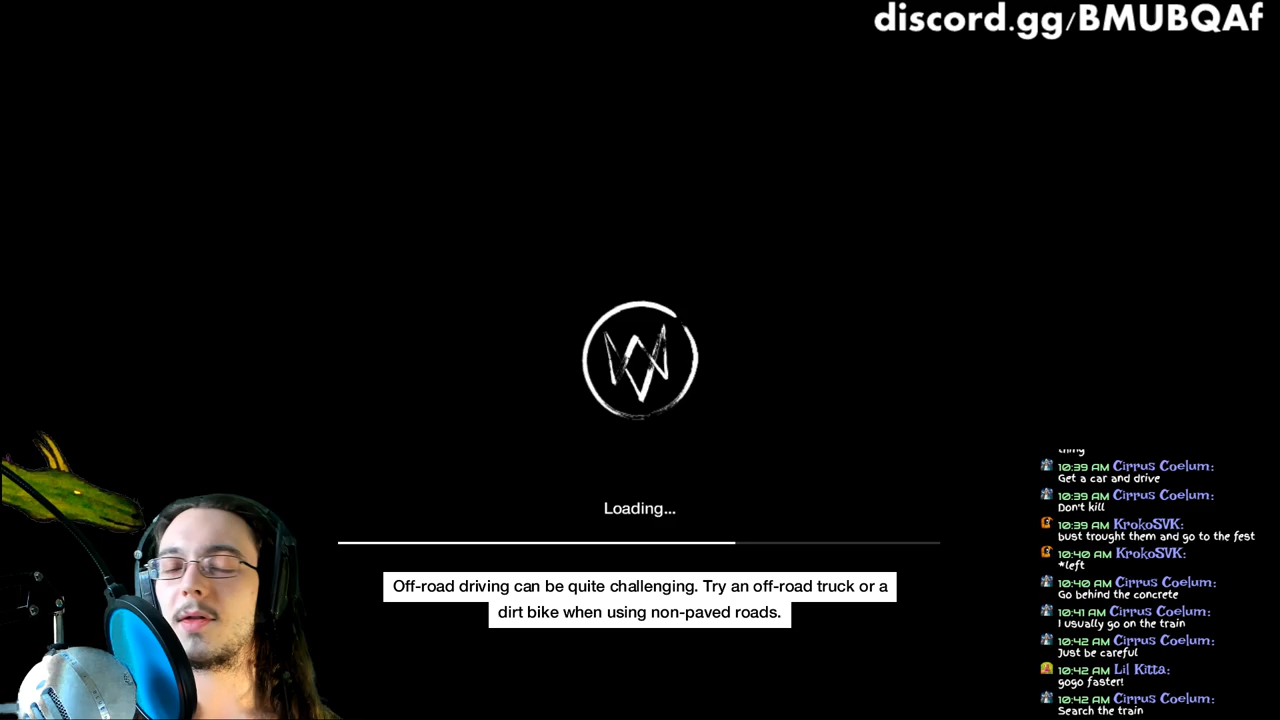 discord.gg/BMUBQAf
Loading...
Off-road driving can be quite challenging. Try an off-road truck or a
dirt bike when using non-paved roads.
thing
10:39 AM Cirrus Coelum:
Get a car and drive
10:39 AM Cirrus Coelum:
Don't kill
10:39 AM KrokoSVK:
bust trought them and go to the fest
10:40 AM KrokoSVK:
*left
10:40 AM Cirrus Coelum:
Go behind the concrete
10:41 AM Cirrus Coelum:
I usually go on the train
10:42 AM Cirrus Coelum:
Just be careful
10:42 AM Lil Kitta:
gogo faster!
10:42 AM Cirrus Coelum:
Search the train